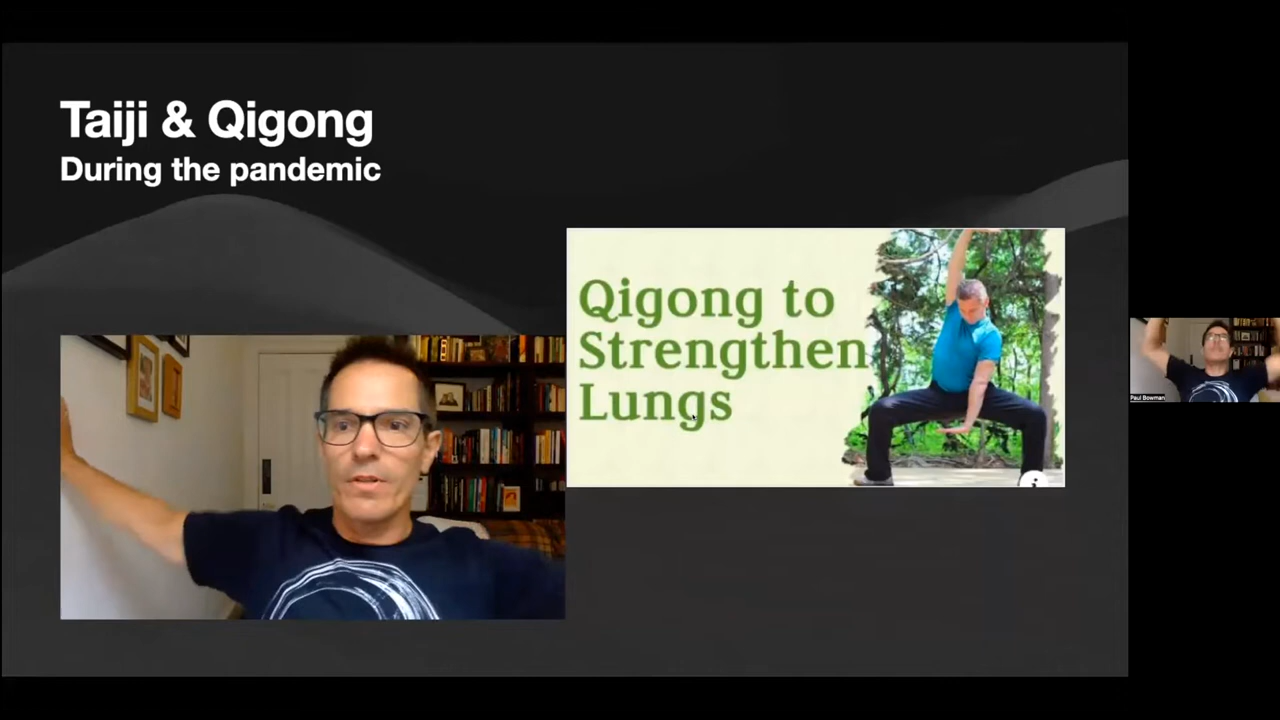 Taiji & Qigong
During the pandemic
Qigong to
Strengthen
Lungs
i
Paul Bowman